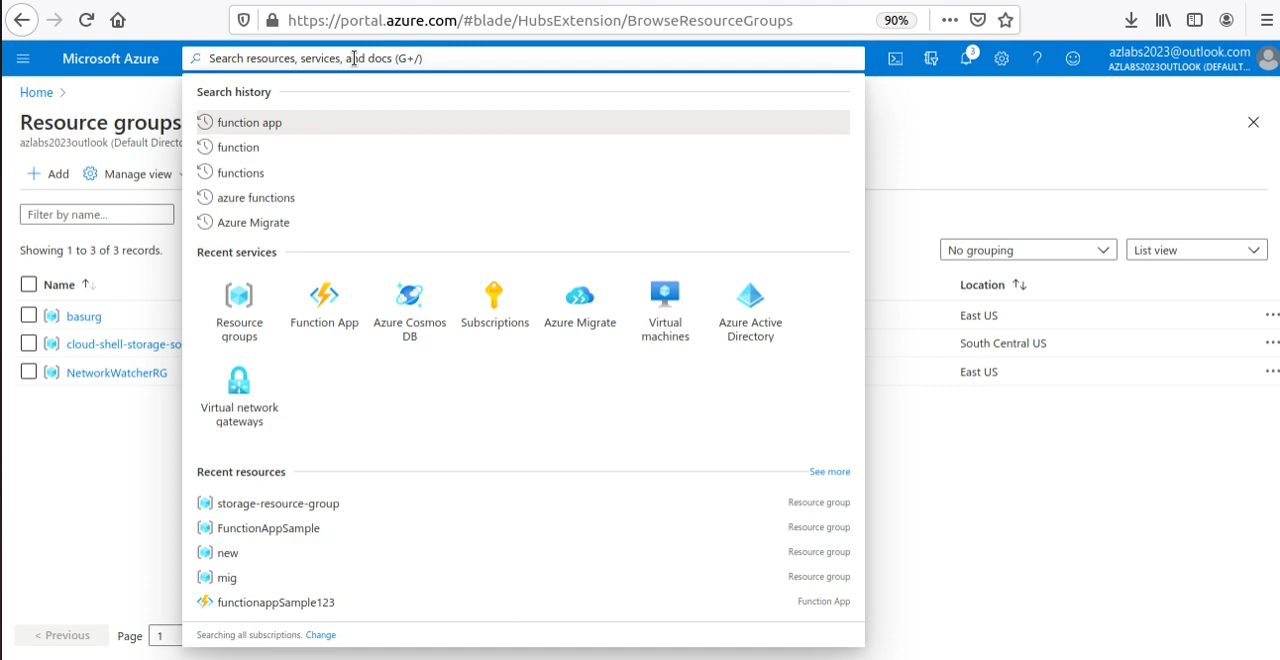 https://portal.azure.com/#blade/HubsExtension/BrowseResourceGroups
90%
Microsoft Azure
Search resources, services, and docs (G+/)
3
azlabs2023@outlook.com
AZLABS2023OUTLOOK (DEFAULT...
Home >
Resource groups
azlabs2023outlook (Default Directo
Add
Manage view
Filter by name...
Showing 1 to 3 of 3 records.
No grouping
List view
Name
Location
basurg
East US
cloud-shell-storage-so
South Central US
NetworkWatcherRG
East US
< Previous
Page
1
Search history
function app
function
functions
azure functions
Azure Migrate
Recent services
Resource groups
Function App
Azure Cosmos DB
Subscriptions
Azure Migrate
Virtual machines
Azure Active Directory
Virtual network gateways
Recent resources
See more
storage-resource-group
Resource group
FunctionAppSample
Resource group
new
Resource group
mig
Resource group
functionappSample123
Function App
Searching all subscriptions. Change